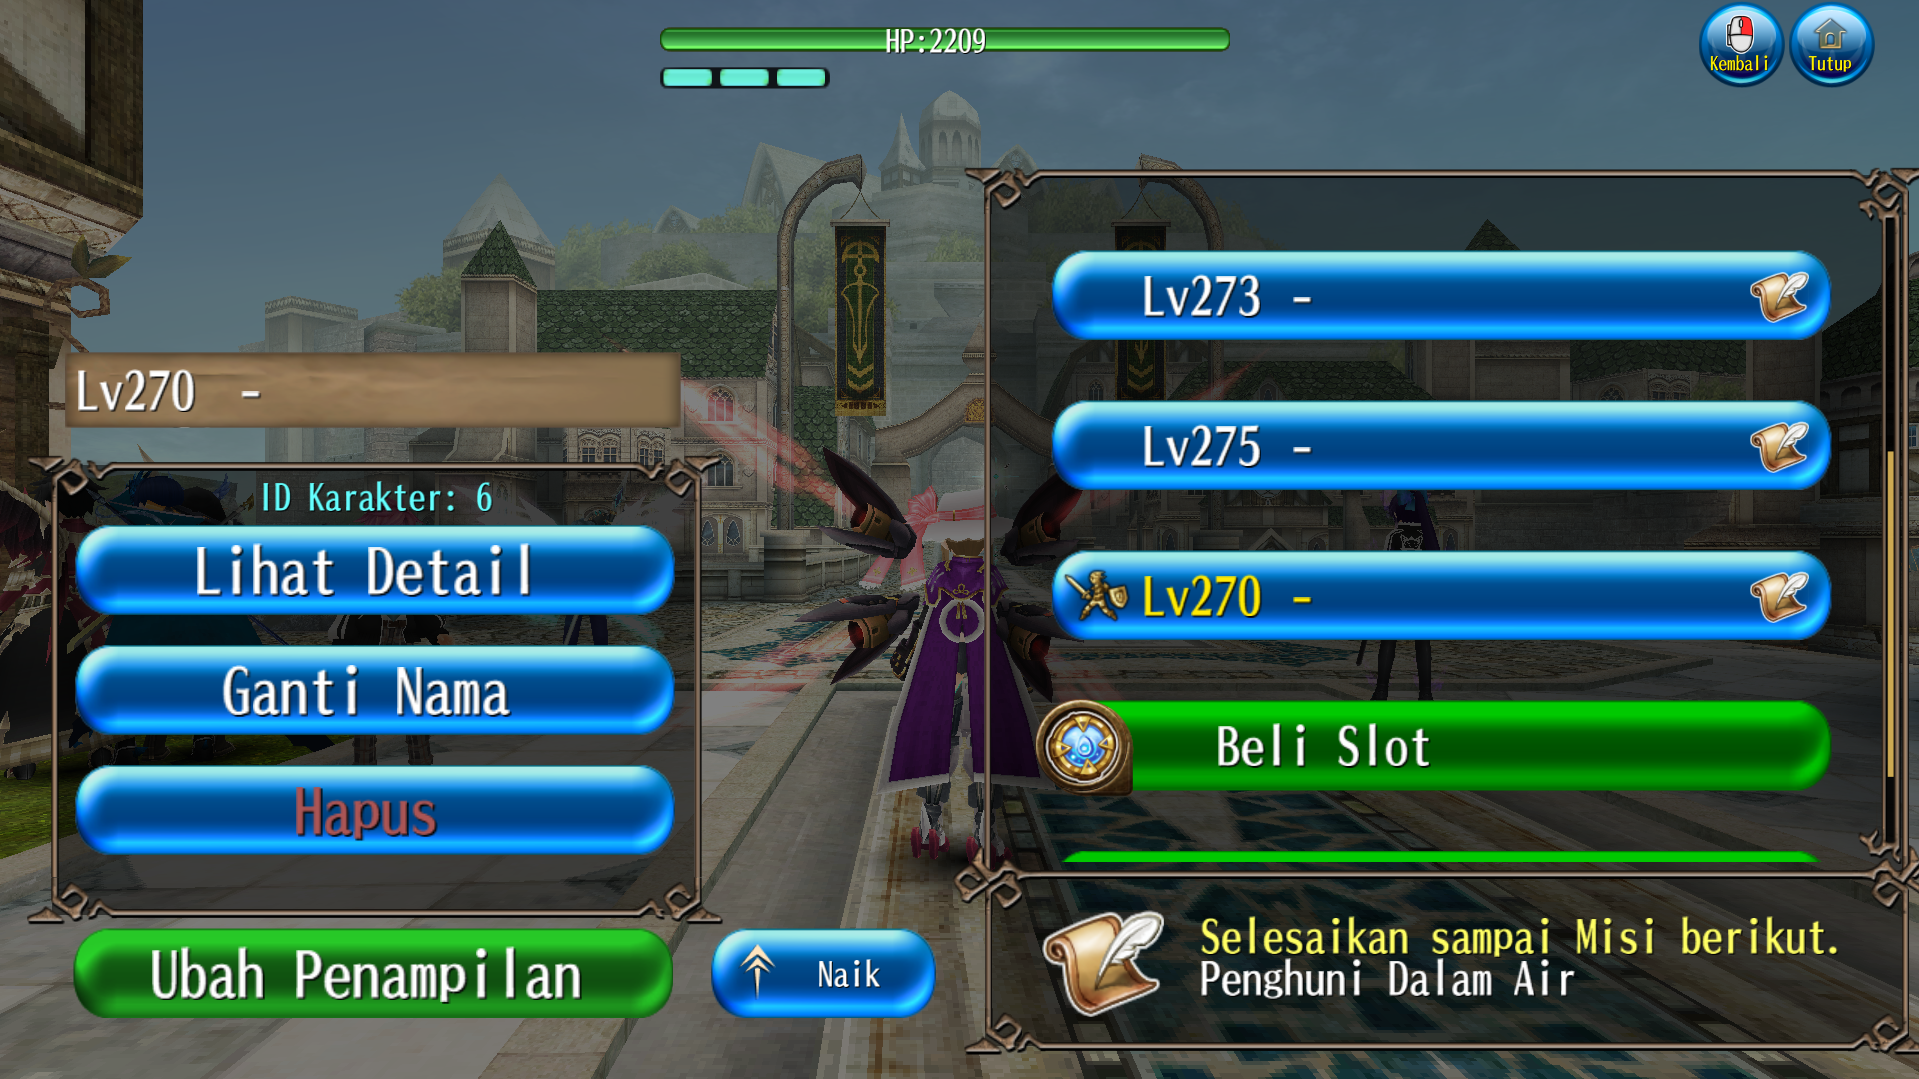 HP:2209
Kembali
Tutup
Lv273 -
Lv275 -
Lv270 -
Lv270 -
ID Karakter: 6
Lihat Detail
Ganti Nama
Hapus
Beli Slot
Ubah Penampilan
Naik
Selesaikan sampai Misi berikut.
Penghuni Dalam Air